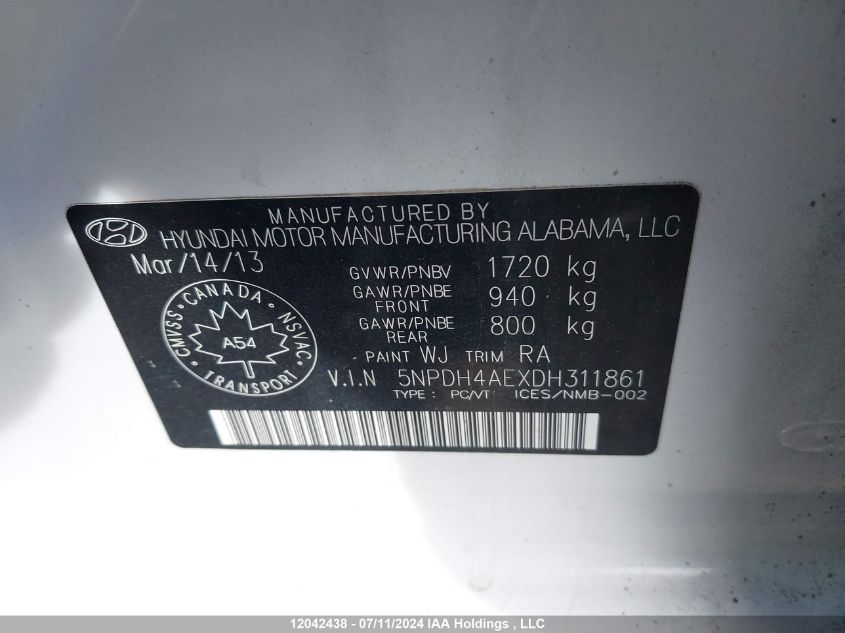 MANUFACTURED BY
HYUNDAI MOTOR MANUFACTURING ALABAMA, LLC
Mar/14/13
GVWR/PNBV 1720 kg
GAWR/PNBE FRONT 940 kg
GAWR/PNBE REAR 800 kg
CANADA
CMVSS NSVAC
A54
TRANSPORT
PAINT WJ TRIM RA
V.I.N 5NPDH4AEXDH311861
TYPE: PC/VT ICES/NMB-002
12042438 - 07/11/2024 IAA Holdings , LLC